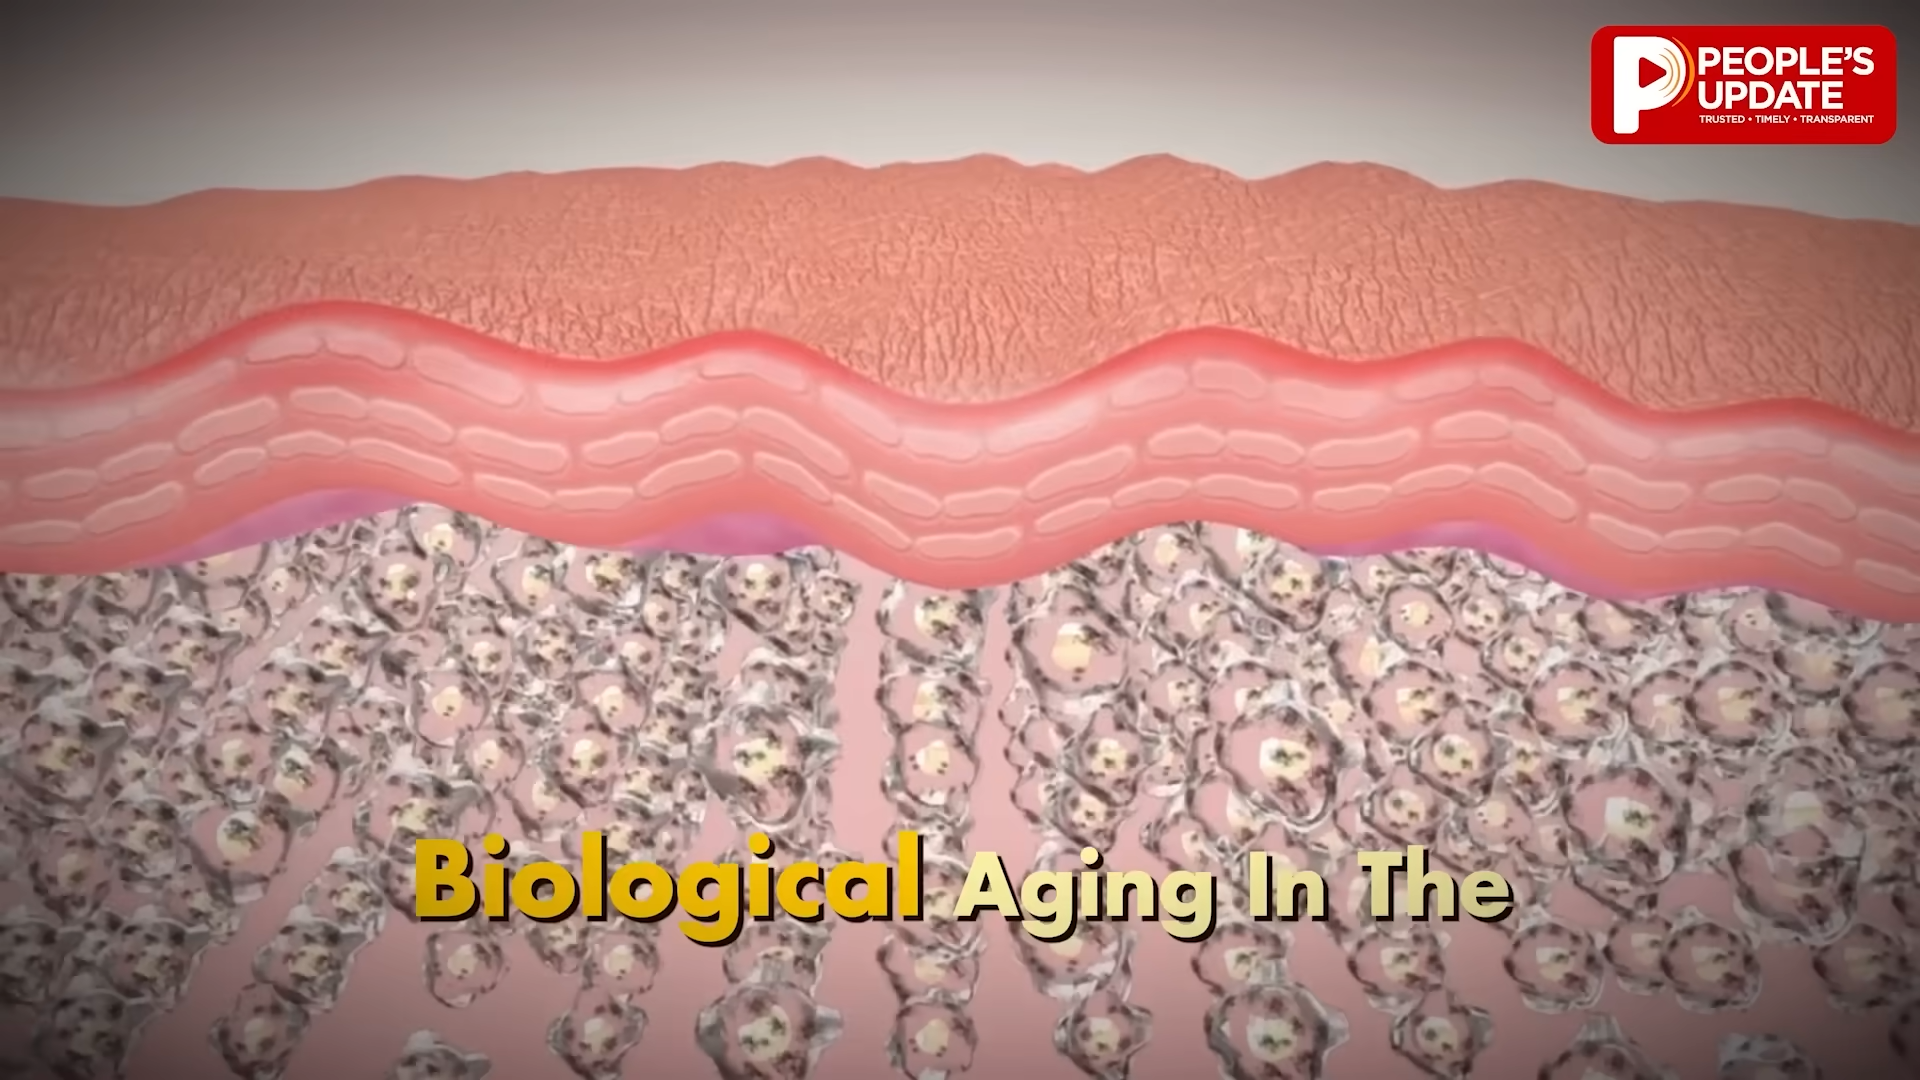 PEOPLE'S
UPDATE
TRUSTED • TIMELY • TRANSPARENT
Biological Aging In The